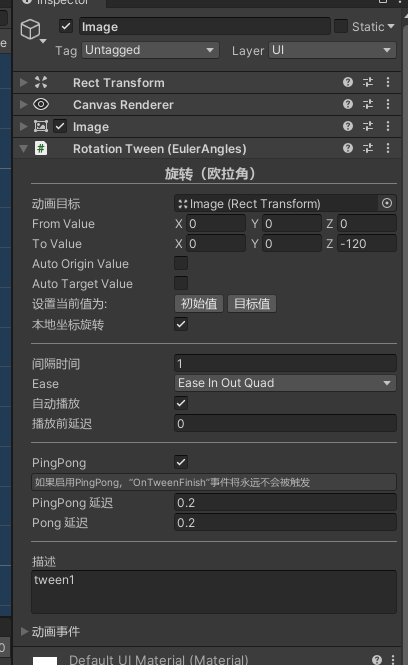 Inspector
Image
Static
Tag Untagged Layer UI
Rect Transform
Canvas Renderer
Image
# Rotation Tween (EulerAngles)
旋转（欧拉角）
动画目标 Image (Rect Transform)
From Value X 0 Y 0 Z 0
To Value X 0 Y 0 Z -120
Auto Origin Value
Auto Target Value
设置当前值为: 初始值 目标值
本地坐标旋转
间隔时间 1
Ease Ease In Out Quad
自动播放
播放前延迟 0
PingPong
如果启用PingPong，“OnTweenFinish”事件将永远不会被触发
PingPong 延迟 0.2
Pong 延迟 0.2
描述
tween1
动画事件
Default UI Material (Material)